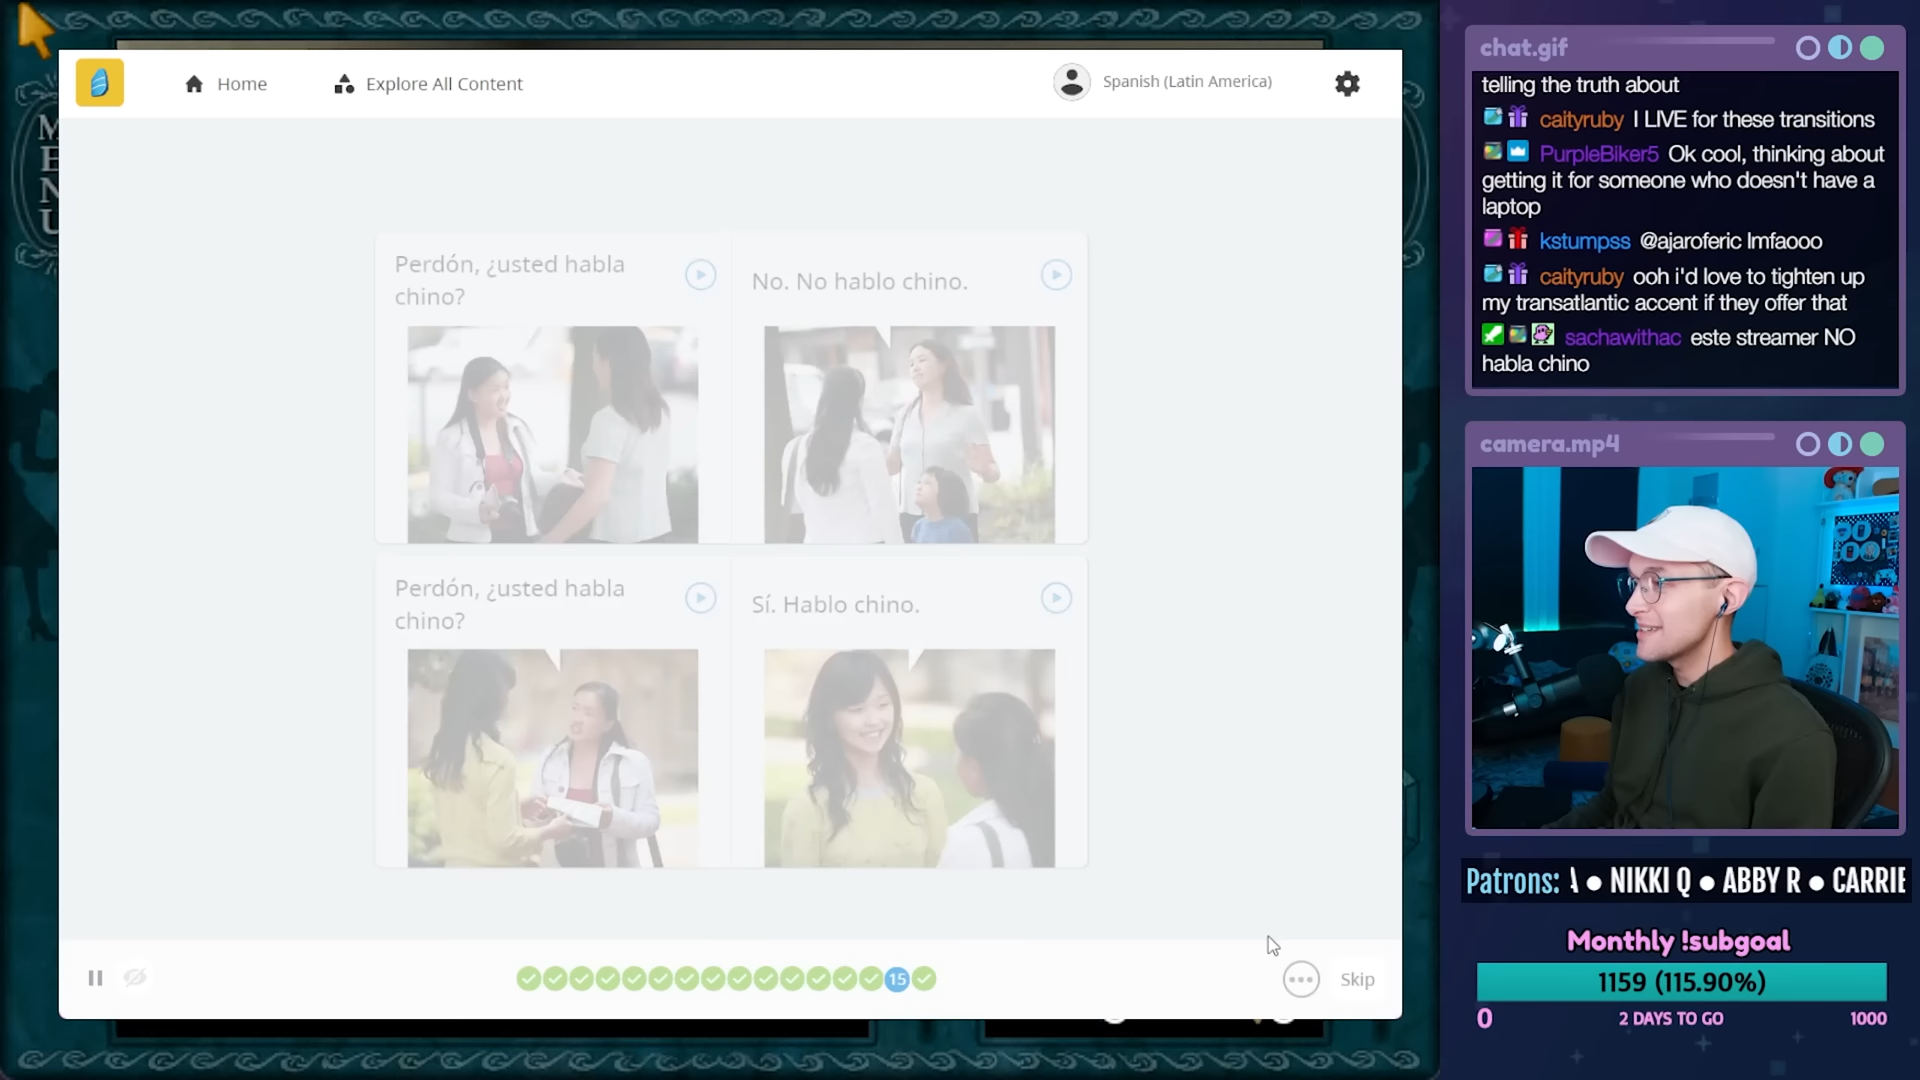 M
E
N
U
Home
Explore All Content
Spanish (Latin America)
Perdón, ¿usted habla
chino?
No. No hablo chino.
Perdón, ¿usted habla
chino?
Sí. Hablo chino.
15
Skip
chat.gif
telling the truth about
caityruby I LIVE for these transitions
PurpleBiker5 Ok cool, thinking about
getting it for someone who doesn't have a
laptop
kstumpss @ajaroferic lmfaooo
caityruby ooh i'd love to tighten up
my transatlantic accent if they offer that
sachawithac este streamer NO
habla chino
camera.mp4
Patrons: ● NIKKI Q ● ABBY R ● CARRIE
Monthly !subgoal
1159 (115.90%)
0 2 DAYS TO GO 1000